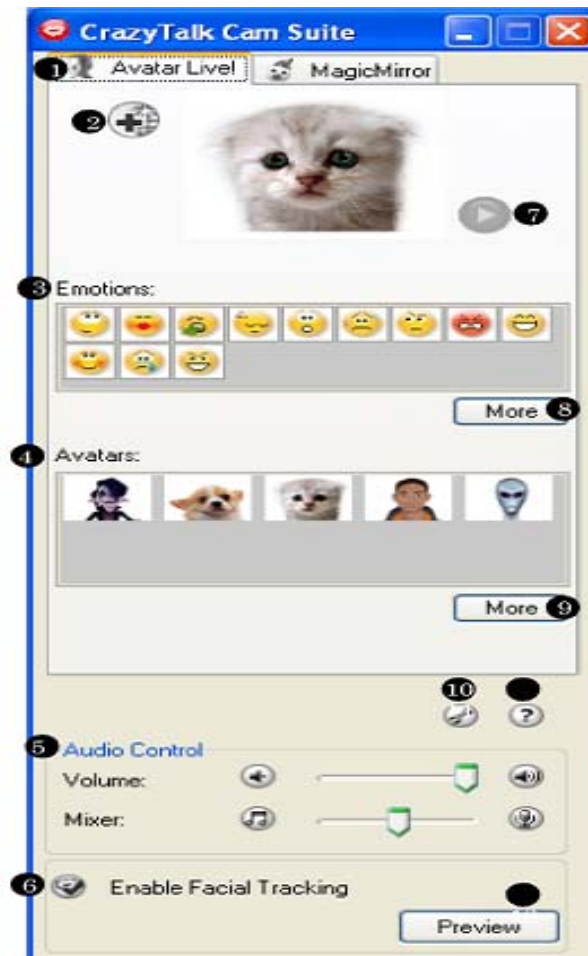 CrazyTalk Cam Suite
1 Avatar Live! MagicMirror
2
7
3 Emotions:
More 8
4 Avatars:
More 9
10
?
5 Audio Control
Volume:
Mixer:
6 Enable Facial Tracking
Preview